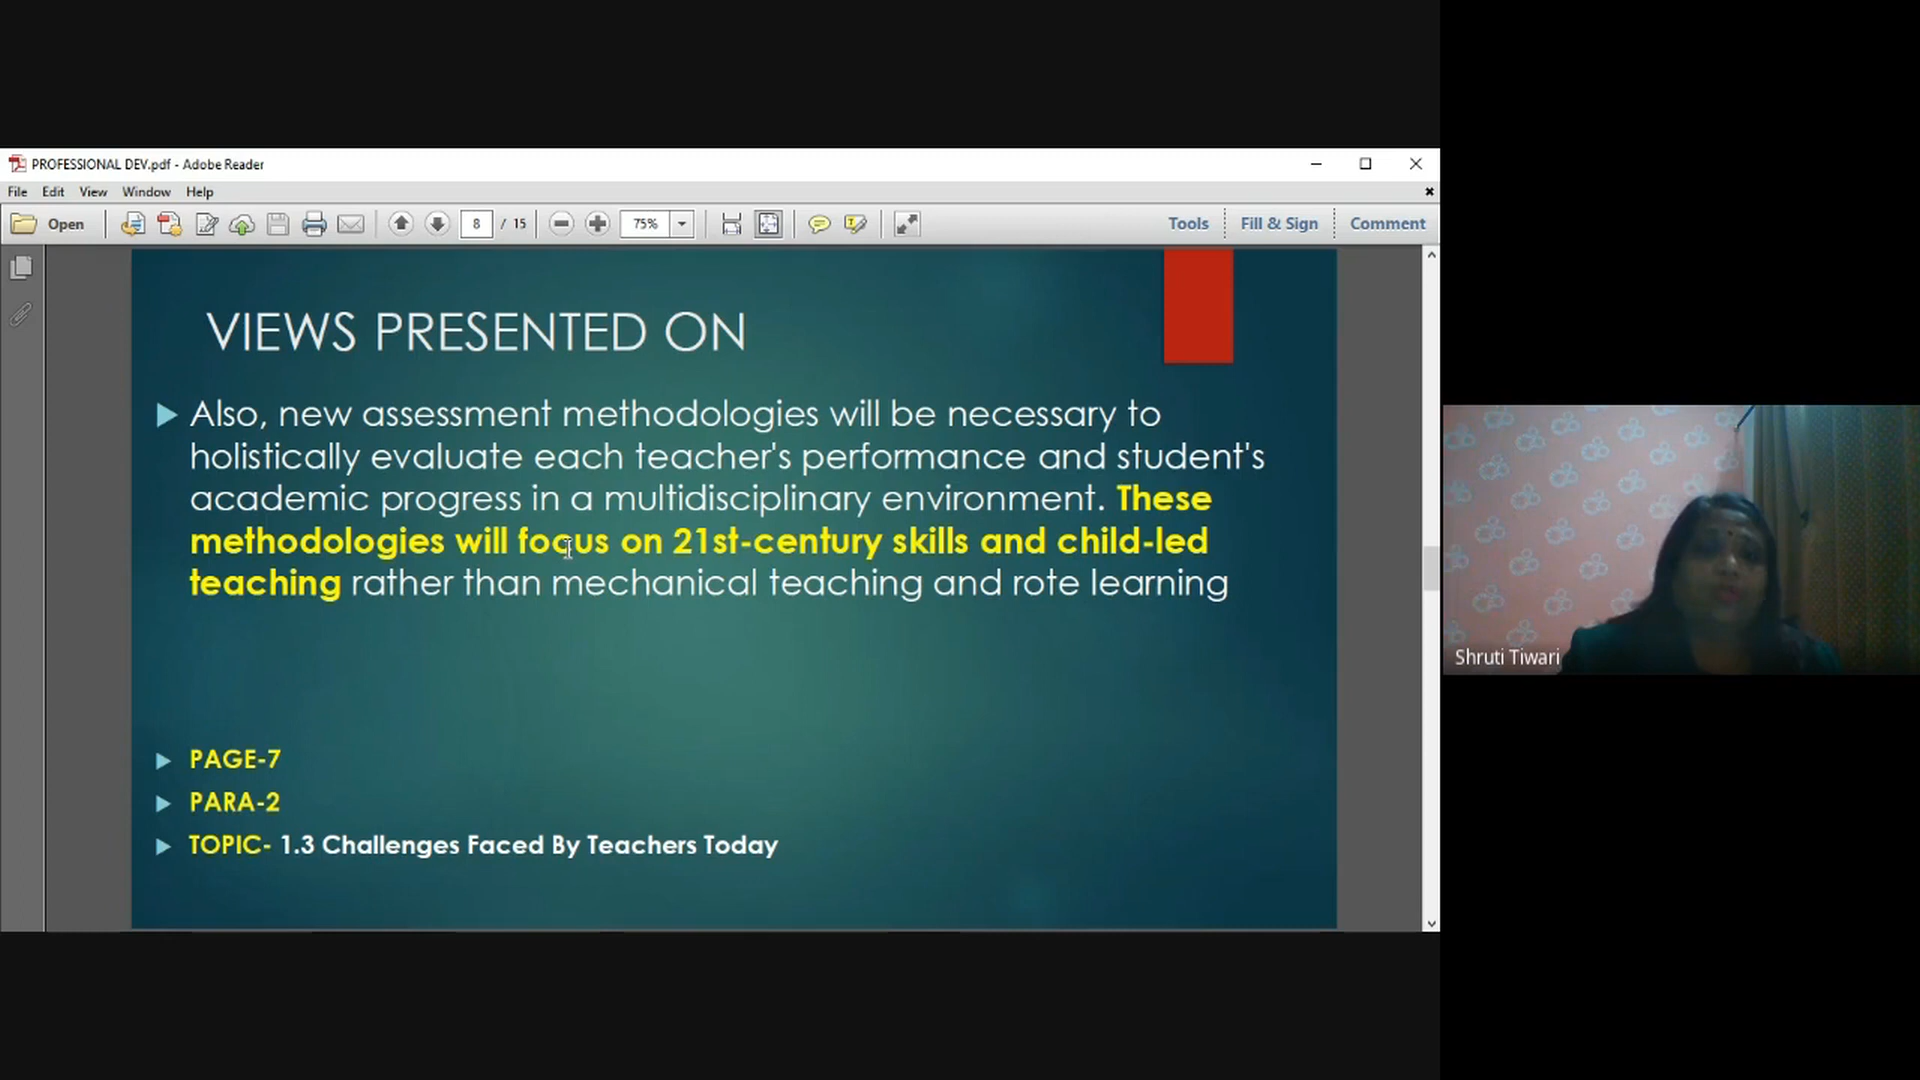 PROFESSIONAL DEV.pdf - Adobe Reader
File Edit View Window Help
Open 8 / 15 75% Tools Fill & Sign Comment
VIEWS PRESENTED ON
Also, new assessment methodologies will be necessary to
holistically evaluate each teacher's performance and student's
academic progress in a multidisciplinary environment. These
methodologies will focus on 21st-century skills and child-led
teaching rather than mechanical teaching and rote learning
PAGE-7
PARA-2
TOPIC- 1.3 Challenges Faced By Teachers Today
Shruti Tiwari